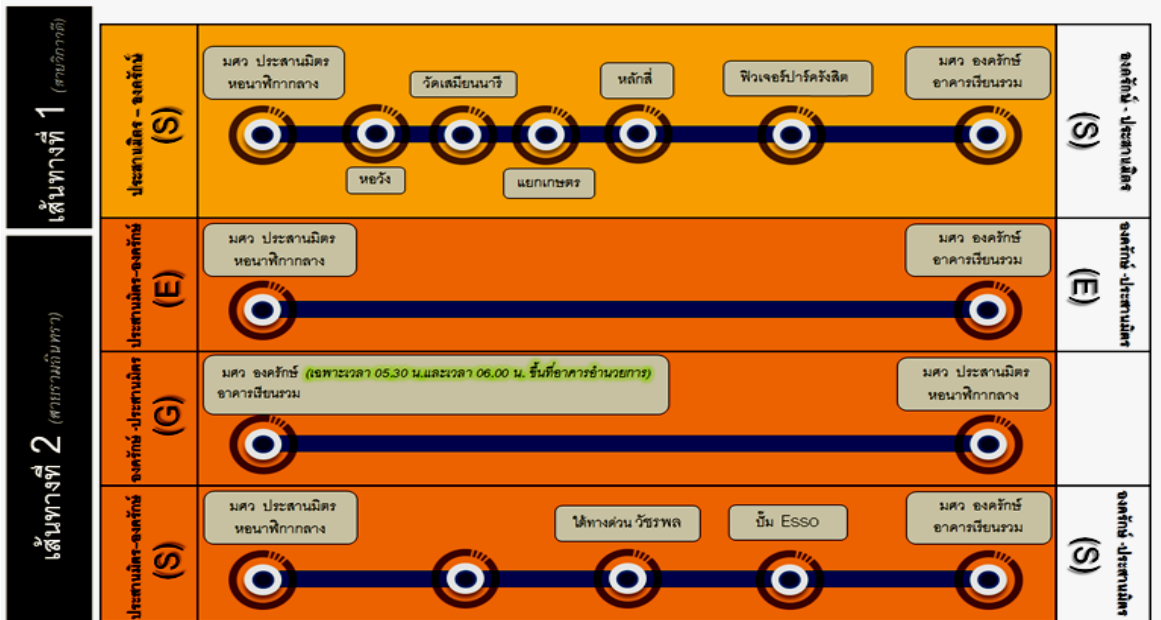 เส้นทางที่ 1 (สายวิภาวดี)
ประสานมิตร – องครักษ์
(S)
มศว ประสานมิตร
หอนาฬิกากลาง
หอวัง
วัดเสมียนนารี
แยกเกษตร
หลักสี่
ฟิวเจอร์ปาร์ครังสิต
มศว องครักษ์
อาคารเรียนรวม
องครักษ์ - ประสานมิตร
(S)
เส้นทางที่ 2 (สายรามอินทรา)
ประสานมิตร-องครักษ์
(E)
มศว ประสานมิตร
หอนาฬิกากลาง
มศว องครักษ์
อาคารเรียนรวม
องครักษ์ -ประสานมิตร
(E)
องครักษ์ -ประสานมิตร
(G)
มศว องครักษ์ (เฉพาะเวลา 05.30 น.และเวลา 06.00 น. ขึ้นที่อาคารอำนวยการ)
อาคารเรียนรวม
มศว ประสานมิตร
หอนาฬิกากลาง
ประสานมิตร-องครักษ์
(S)
มศว ประสานมิตร
หอนาฬิกากลาง
ใต้ทางด่วน วัชรพล
ปั๊ม Esso
มศว องครักษ์
อาคารเรียนรวม
องครักษ์ -ประสานมิตร
(S)